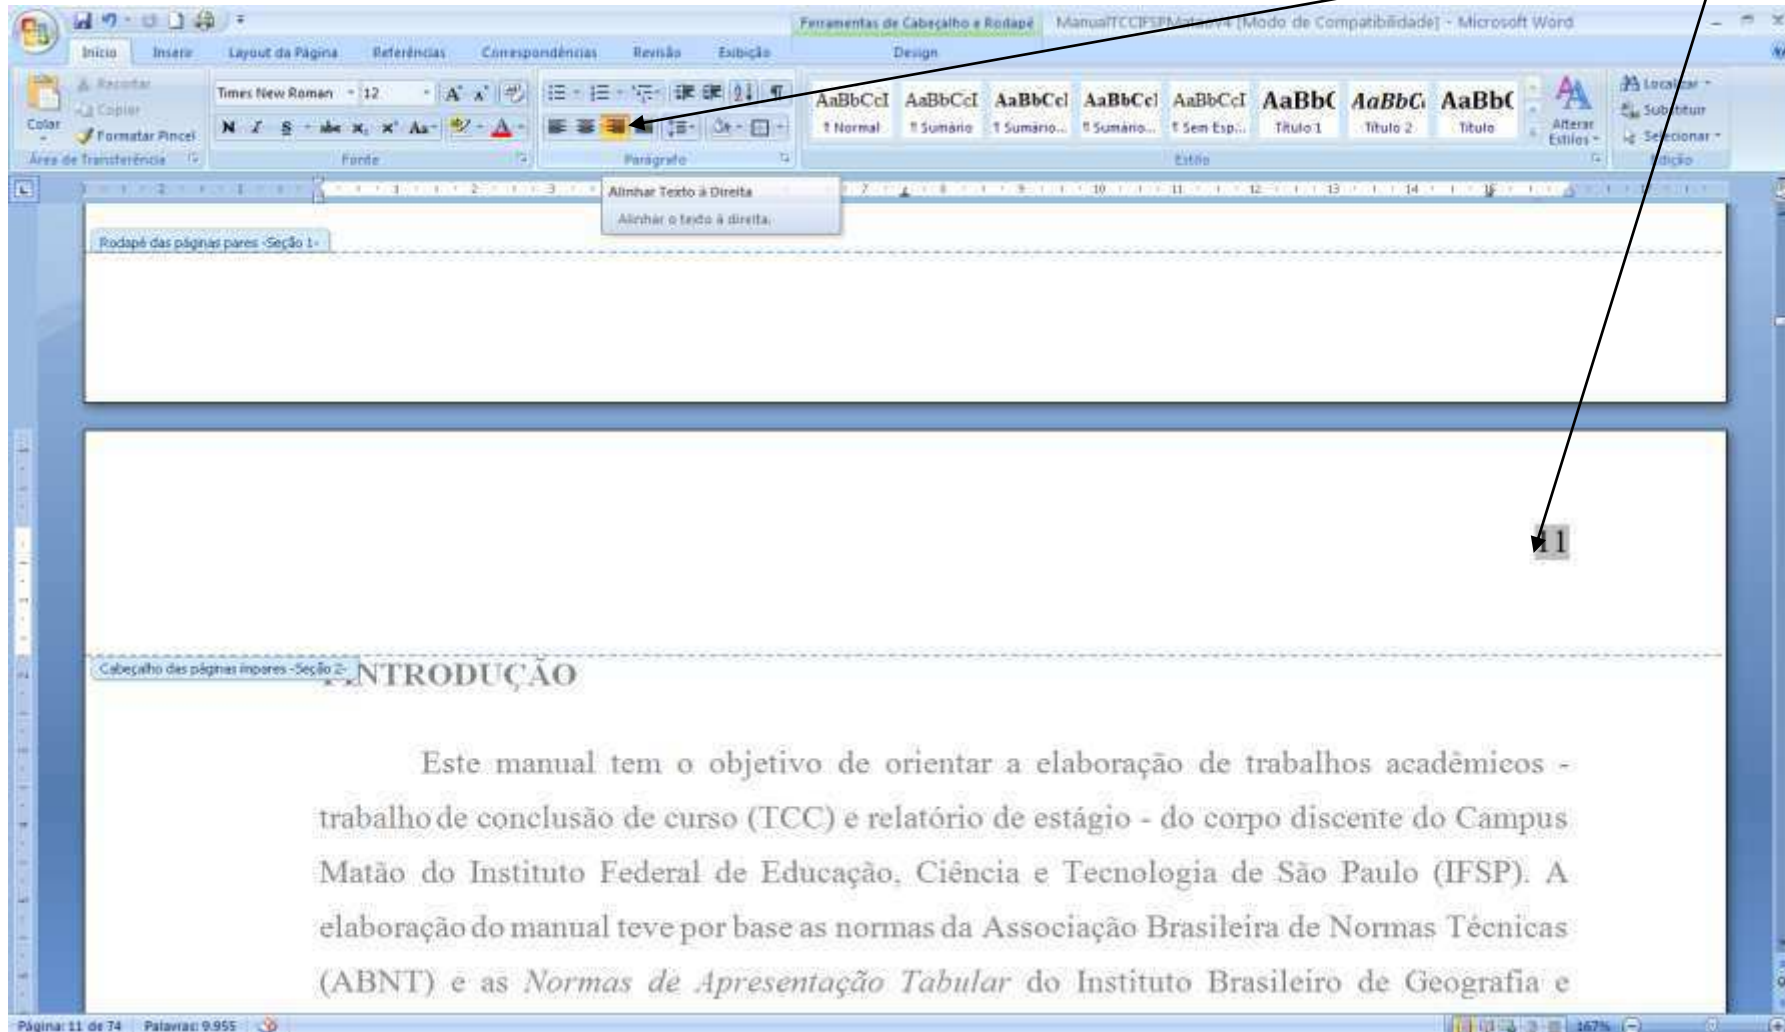 Ferramentas de Cabeçalho e Rodapé
[Modo de Compatibilidade] - Microsoft Word
Início Inserir Layout da Página Referências Correspondências Revisão Exibição Design
Recortar
Copiar
Colar
Formatar Pincel
Área de Transferência
Times New Roman 12
N I S abc x, x' Aa
Fonte
Parágrafo
AaBbCcI AaBbCcI AaBbCcI AaBbCcI AaBbCcI AaBbC AaBbC AaBbC
¶ Normal ¶ Sumário ¶ Sumário... ¶ Sumário... ¶ Sem Esp... Título 1 Título 2 Título
Alterar
Estilos
Estilo
Localizar
Substituir
Selecionar
Edição
Alinhar Texto à Direita
Alinhar o texto à direita.
Rodapé das páginas pares -Seção 1-
11
Cabeçalho das páginas ímpares -Seção 2-
NTRODUÇÃO
Este manual tem o objetivo de orientar a elaboração de trabalhos acadêmicos -
trabalho de conclusão de curso (TCC) e relatório de estágio - do corpo discente do Campus
Matão do Instituto Federal de Educação, Ciência e Tecnologia de São Paulo (IFSP). A
elaboração do manual teve por base as normas da Associação Brasileira de Normas Técnicas
(ABNT) e as Normas de Apresentação Tabular do Instituto Brasileiro de Geografia e
Página: 11 de 74 Palavras: 9.955 167%